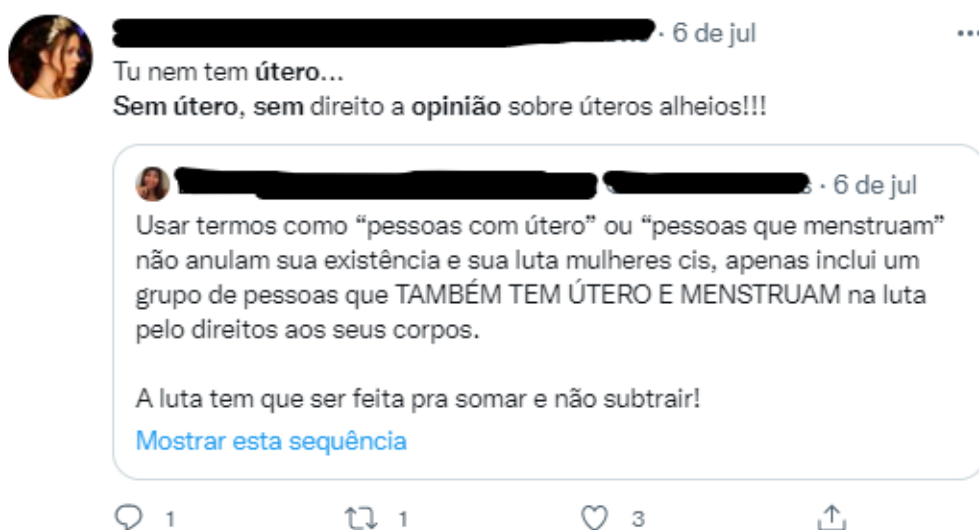 · 6 de jul
Tu nem tem útero...
Sem útero, sem direito a opinião sobre úteros alheios!!!
· 6 de jul
Usar termos como “pessoas com útero” ou “pessoas que menstruam”
não anulam sua existência e sua luta mulheres cis, apenas inclui um
grupo de pessoas que TAMBÉM TEM ÚTERO E MENSTRUAM na luta
pelo direitos aos seus corpos.
A luta tem que ser feita pra somar e não subtrair!
Mostrar esta sequência
1 1 3